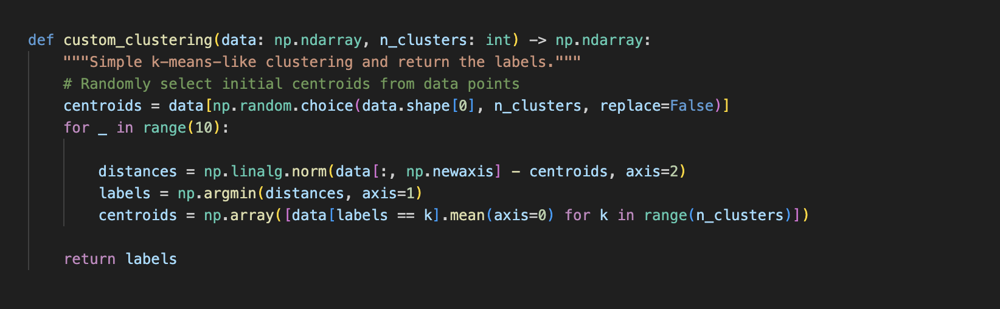 def custom_clustering(data: np.ndarray, n_clusters: int) -> np.ndarray:
    """Simple k-means-like clustering and return the labels."""
    # Randomly select initial centroids from data points
    centroids = data[np.random.choice(data.shape[0], n_clusters, replace=False)]
    for _ in range(10):
        distances = np.linalg.norm(data[:, np.newaxis] - centroids, axis=2)
        labels = np.argmin(distances, axis=1)
        centroids = np.array([data[labels == k].mean(axis=0) for k in range(n_clusters)])
    return labels